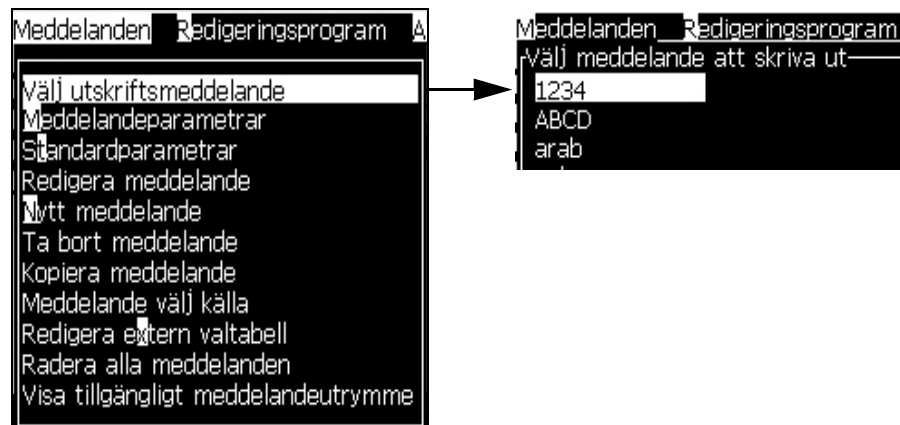 Meddelanden Redigeringsprogram A
Välj utskriftsmeddelande
Meddelandeparametrar
Standardparametrar
Redigera meddelande
Nytt meddelande
Ta bort meddelande
Kopiera meddelande
Meddelande välj källa
Redigera extern valtabell
Radera alla meddelanden
Visa tillgängligt meddelandeutrymme
Meddelanden Redigeringsprogram
Välj meddelande att skriva ut
1234
ABCD
arab